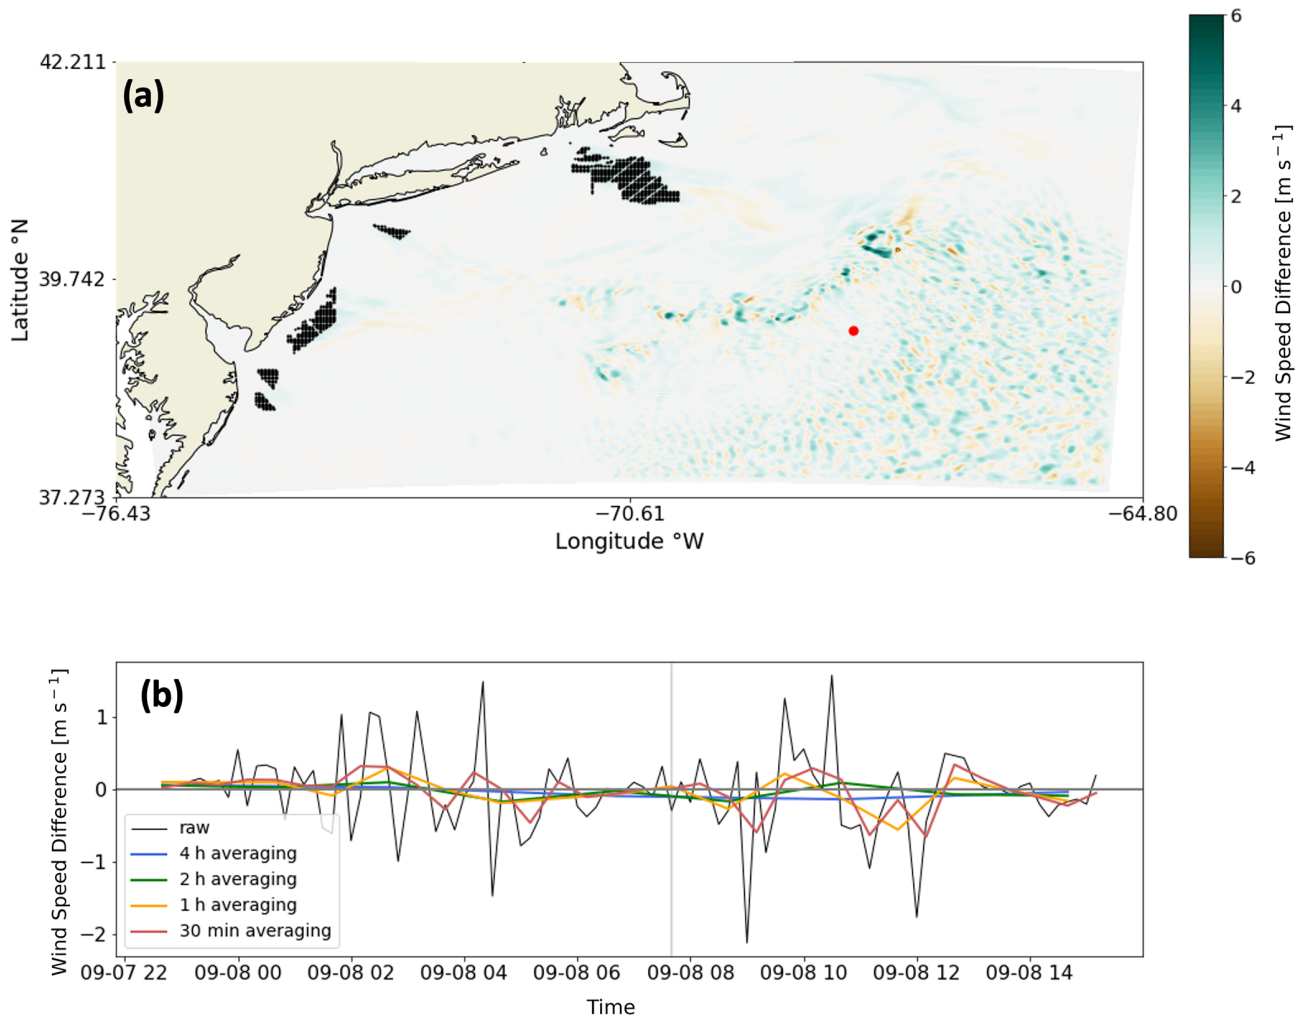 (a)
42.211
39.742
37.273
Latitude °N
−76.43
−70.61
−64.80
Longitude °W
6
4
2
0
−2
−4
−6
Wind Speed Difference [m s−1]
(b)
1
0
−1
−2
Wind Speed Difference [m s−1]
raw
4 h averaging
2 h averaging
1 h averaging
30 min averaging
09-07 22
09-08 00
09-08 02
09-08 04
09-08 06
09-08 08
09-08 10
09-08 12
09-08 14
Time